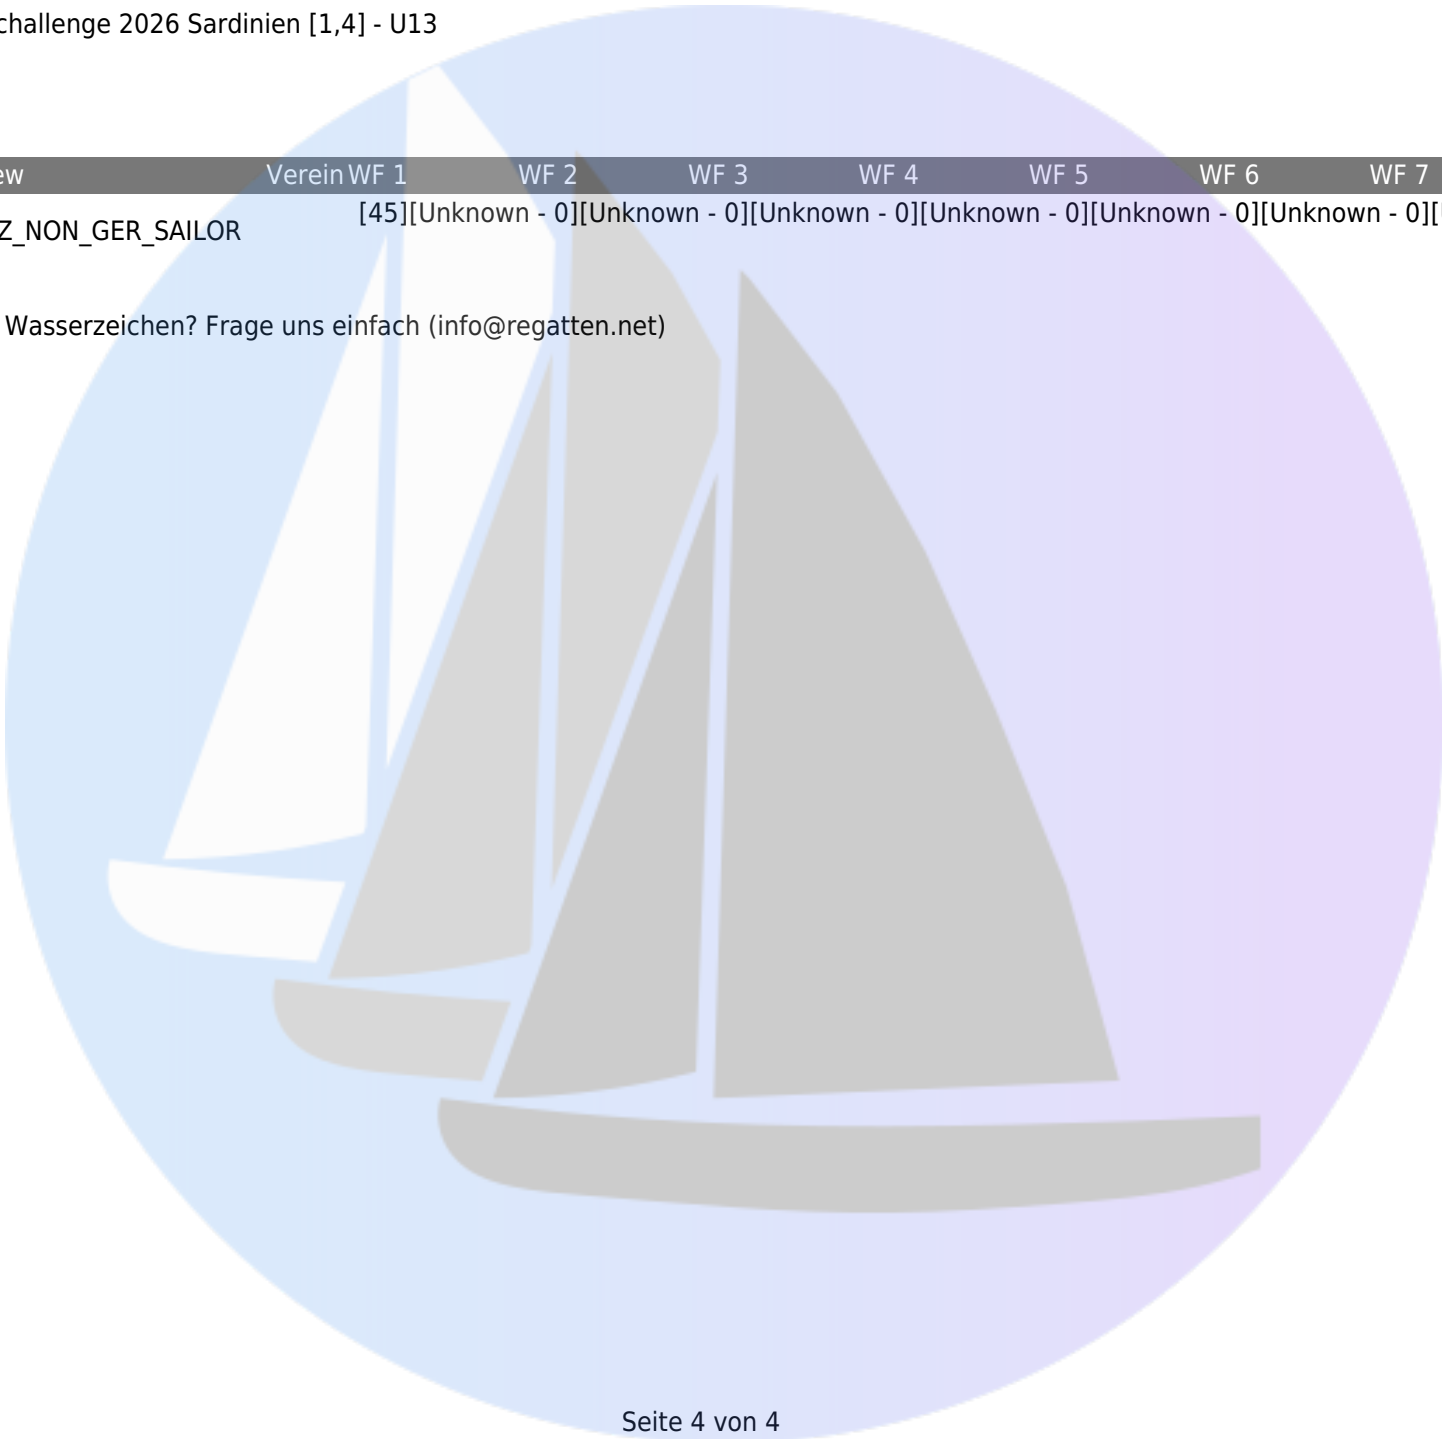 challenge 2026 Sardinien [1,4] - U13
ew Verein WF 1 WF 2 WF 3 WF 4 WF 5 WF 6 WF 7
[45][Unknown - 0][Unknown - 0][Unknown - 0][Unknown - 0][Unknown - 0][Unknown - 0][
Z_NON_GER_SAILOR
Wasserzeichen? Frage uns einfach (info@regatten.net)
Seite 4 von 4